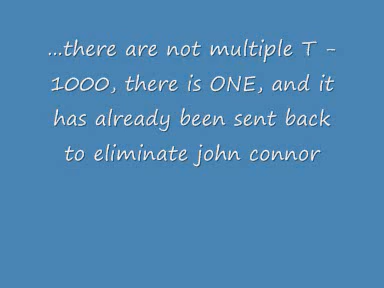 ...there are not multiple T -
1000, there is ONE, and it
has already been sent back
to eliminate john connor